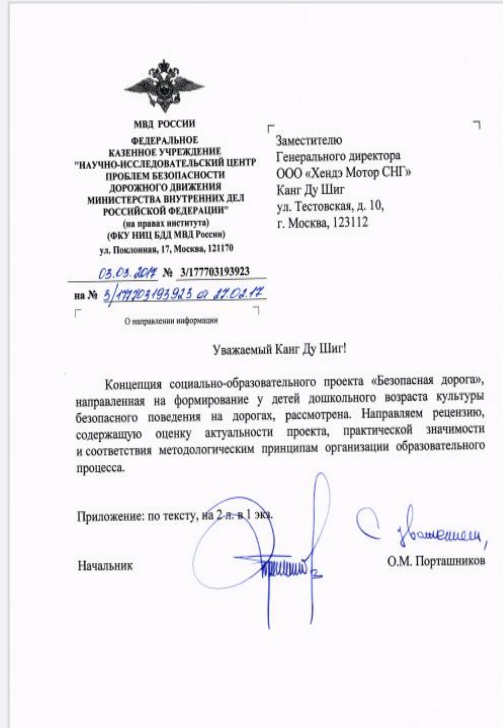 МВД РОССИИ
ФЕДЕРАЛЬНОЕ
КАЗЕННОЕ УЧРЕЖДЕНИЕ
"НАУЧНО-ИССЛЕДОВАТЕЛЬСКИЙ ЦЕНТР
ПРОБЛЕМ БЕЗОПАСНОСТИ
ДОРОЖНОГО ДВИЖЕНИЯ
МИНИСТЕРСТВА ВНУТРЕННИХ ДЕЛ
РОССИЙСКОЙ ФЕДЕРАЦИИ"
(на правах института)
(ФКУ НИЦ БДД МВД России)
ул. Поклонная, 17, Москва, 121170
03.03.2017 № 3/177703193923
на № 3/177703193923 от 27.02.17
О направлении информации
Заместителю
Генерального директора
ООО «Хендэ Мотор СНГ»
Канг Ду Шиг
ул. Тестовская, д. 10,
г. Москва, 123112
Уважаемый Канг Ду Шиг!
Концепция социально-образовательного проекта «Безопасная дорога»,
направленная на формирование у детей дошкольного возраста культуры
безопасного поведения на дорогах, рассмотрена. Направляем рецензию,
содержащую оценку актуальности проекта, практической значимости
и соответствия методологическим принципам организации образовательного
процесса.
Приложение: по тексту, на 2 л. в 1 экз.
С уважением,
Начальник
О.М. Порташников